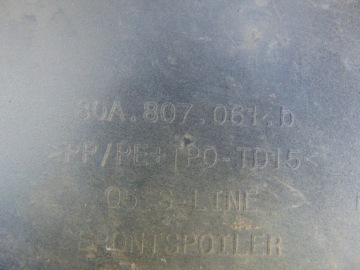 80A.807.061.b
>PP/PE+TPO-TD15<
Q5 S-LINE
FRONTSPOILER